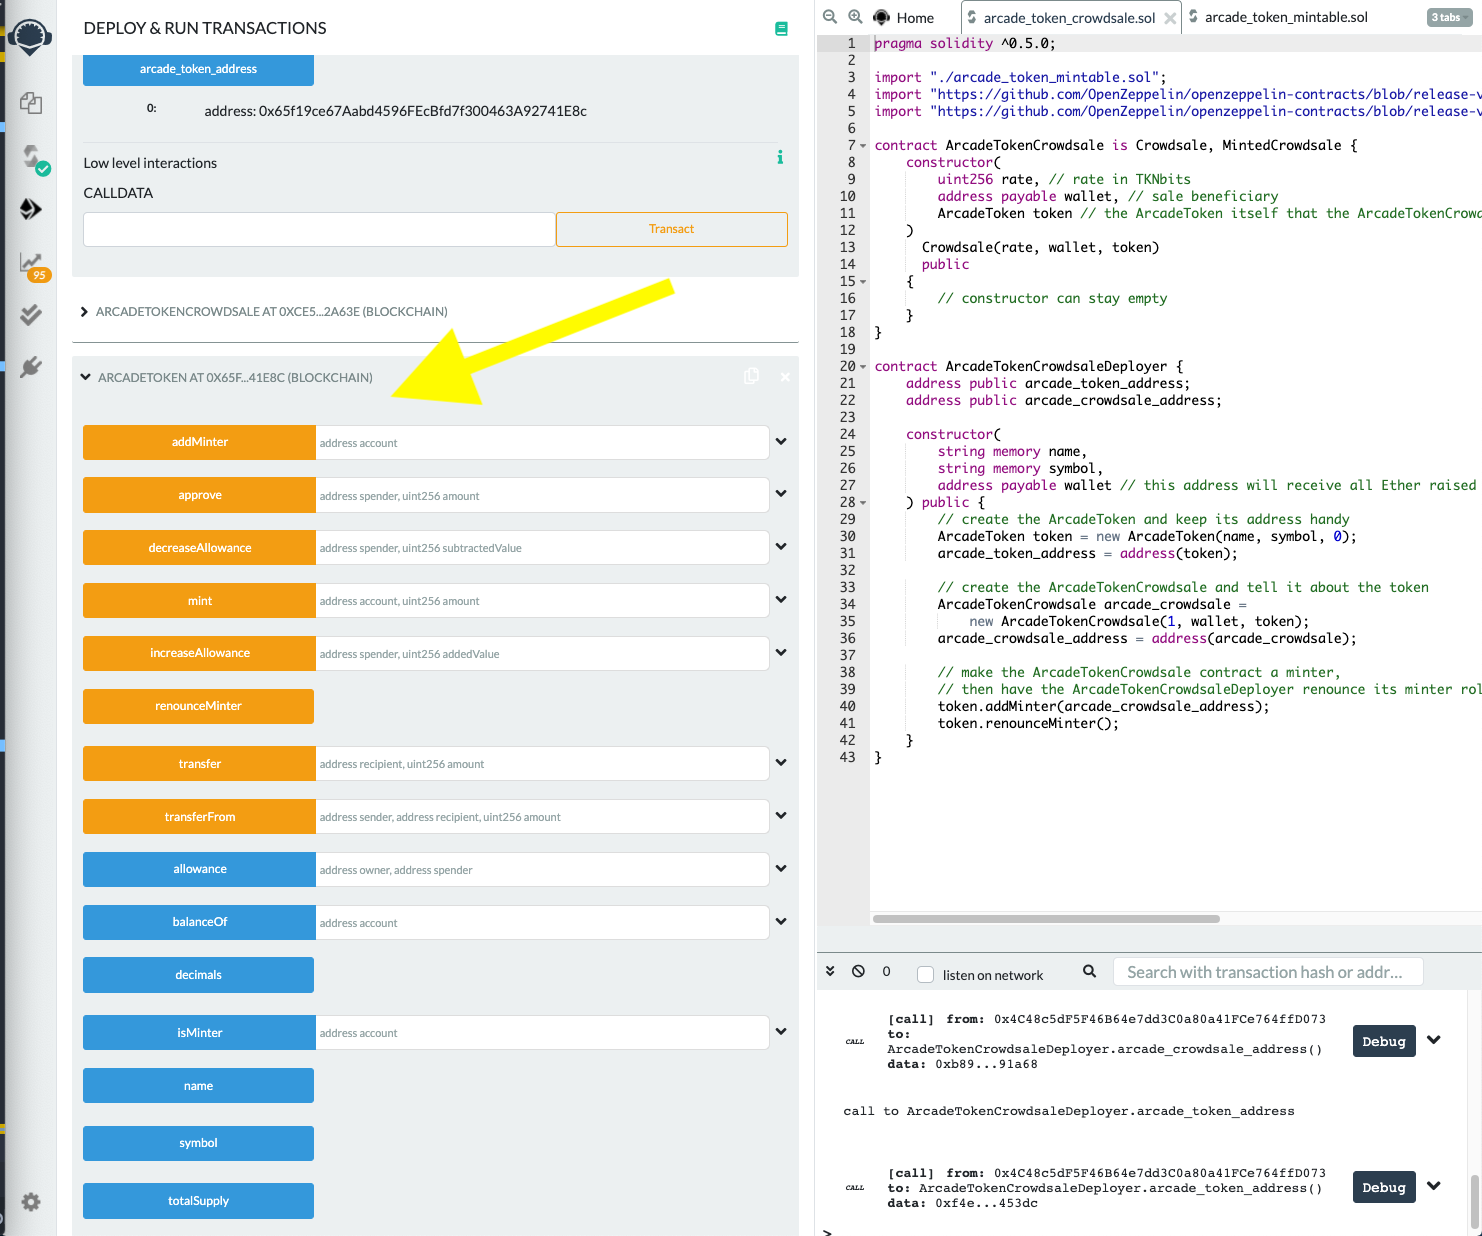 DEPLOY & RUN TRANSACTIONS
arcade_token_address
0: address: 0x65f19ce67Aabd4596FEcBfd7f300463A92741E8c
Low level interactions
i
CALLDATA
Transact
95
ARCADETOKENCROWDSALE AT 0XCE5...2A63E (BLOCKCHAIN)
ARCADETOKEN AT 0X65F...41E8C (BLOCKCHAIN)
addMinter address account
approve address spender, uint256 amount
decreaseAllowance address spender, uint256 subtractedValue
mint address account, uint256 amount
increaseAllowance address spender, uint256 addedValue
renounceMinter
transfer address recipient, uint256 amount
transferFrom address sender, address recipient, uint256 amount
allowance address owner, address spender
balanceOf address account
decimals
isMinter address account
name
symbol
totalSupply
Home arcade_token_crowdsale.sol arcade_token_mintable.sol 3 tabs
1 pragma solidity ^0.5.0;
2
3 import "./arcade_token_mintable.sol";
4 import "https://github.com/OpenZeppelin/openzeppelin-contracts/blob/release-v
5 import "https://github.com/OpenZeppelin/openzeppelin-contracts/blob/release-v
6
7 contract ArcadeTokenCrowdsale is Crowdsale, MintedCrowdsale {
8 constructor(
9 uint256 rate, // rate in TKNbits
10 address payable wallet, // sale beneficiary
11 ArcadeToken token // the ArcadeToken itself that the ArcadeTokenCrowd
12 )
13 Crowdsale(rate, wallet, token)
14 public
15 {
16 // constructor can stay empty
17 }
18 }
19
20 contract ArcadeTokenCrowdsaleDeployer {
21 address public arcade_token_address;
22 address public arcade_crowdsale_address;
23
24 constructor(
25 string memory name,
26 string memory symbol,
27 address payable wallet // this address will receive all Ether raised
28 ) public {
29 // create the ArcadeToken and keep its address handy
30 ArcadeToken token = new ArcadeToken(name, symbol, 0);
31 arcade_token_address = address(token);
32
33 // create the ArcadeTokenCrowdsale and tell it about the token
34 ArcadeTokenCrowdsale arcade_crowdsale =
35 new ArcadeTokenCrowdsale(1, wallet, token);
36 arcade_crowdsale_address = address(arcade_crowdsale);
37
38 // make the ArcadeTokenCrowdsale contract a minter,
39 // then have the ArcadeTokenCrowdsaleDeployer renounce its minter rol
40 token.addMinter(arcade_crowdsale_address);
41 token.renounceMinter();
42 }
43 }
0 listen on network Search with transaction hash or addr...
[call] from: 0x4C48c5dF5F46B64e7dd3C0a80a41FCe764ffD073
to:
CALL ArcadeTokenCrowdsaleDeployer.arcade_crowdsale_address() Debug
data: 0xb89...91a68
call to ArcadeTokenCrowdsaleDeployer.arcade_token_address
[call] from: 0x4C48c5dF5F46B64e7dd3C0a80a41FCe764ffD073
CALL to: ArcadeTokenCrowdsaleDeployer.arcade_token_address() Debug
data: 0xf4e...453dc
>